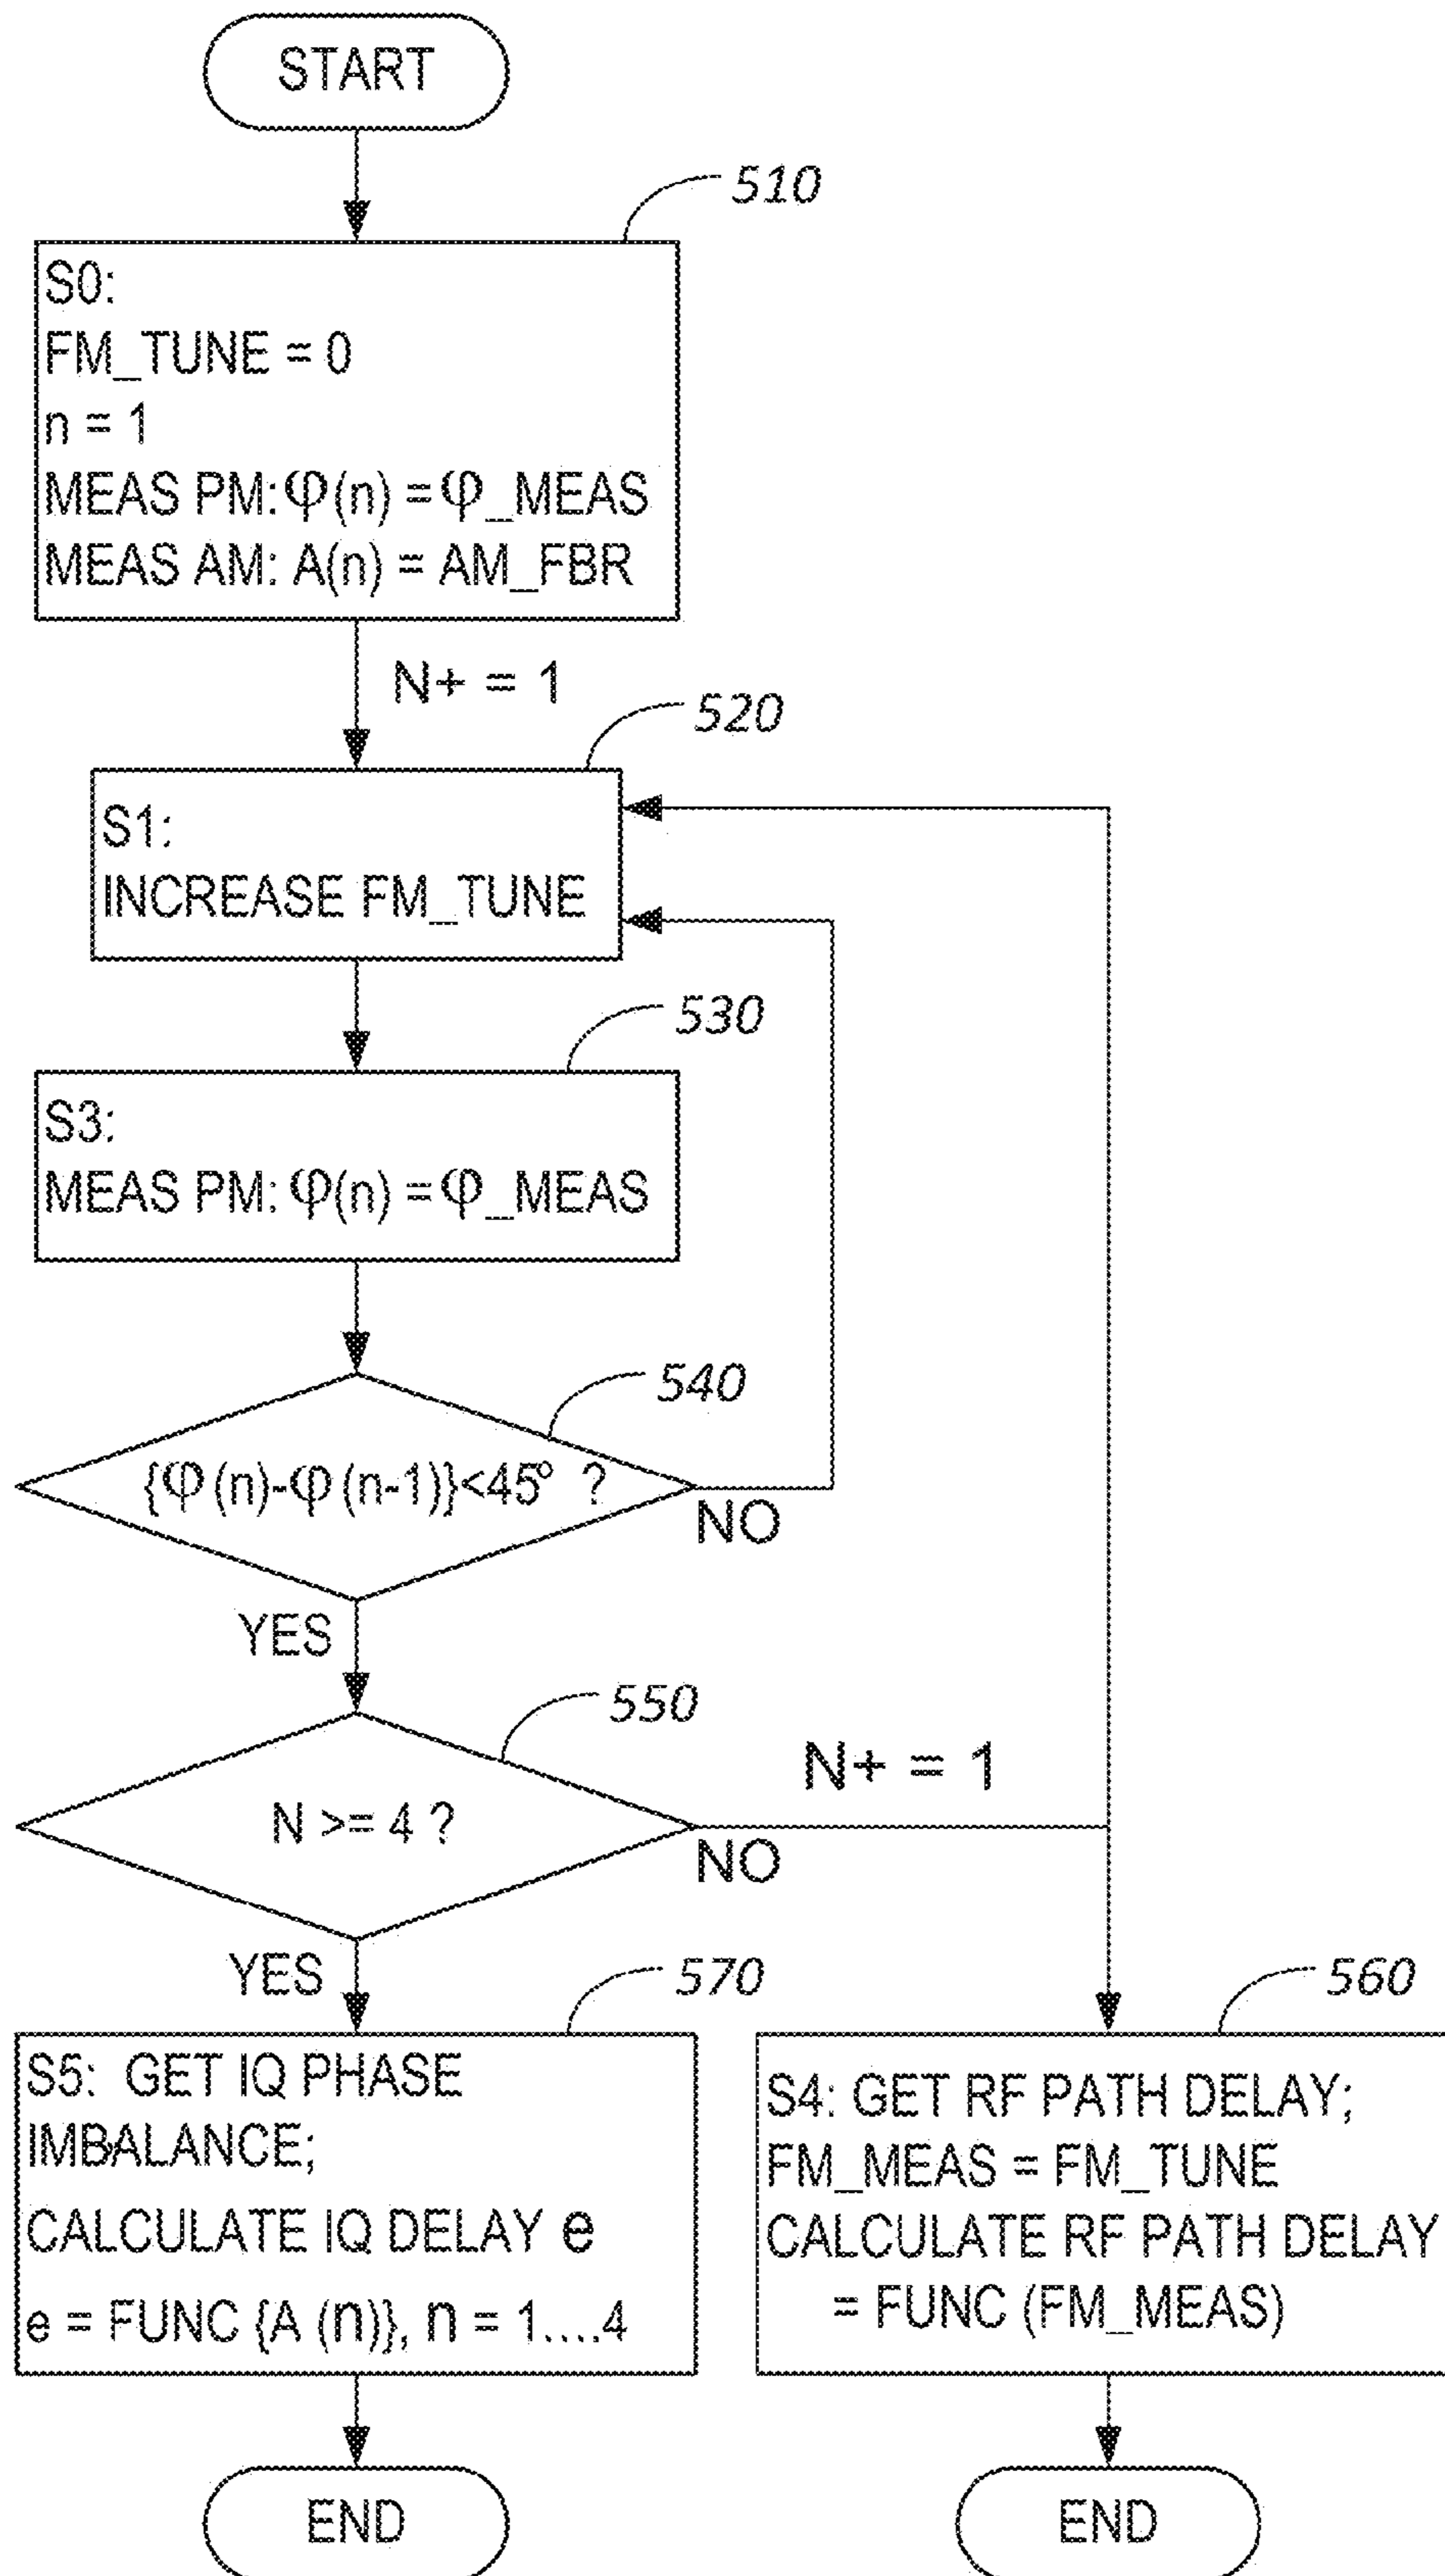 START
510
S0:
FM_TUNE = 0
n = 1
MEAS PM: φ(n) = φ_MEAS
MEAS AM: A(n) = AM_FBR
N+ = 1
520
S1:
INCREASE FM_TUNE
530
S3:
MEAS PM: φ(n) = φ_MEAS
540
{φ(n)-φ(n-1)}<45° ?
NO
YES
550
N+ = 1
N >= 4 ?
NO
YES
570
S5: GET IQ PHASE
IMBALANCE;
CALCULATE IQ DELAY e
e = FUNC {A (n)}, n = 1....4
560
S4: GET RF PATH DELAY;
FM_MEAS = FM_TUNE
CALCULATE RF PATH DELAY
= FUNC (FM_MEAS)
END
END